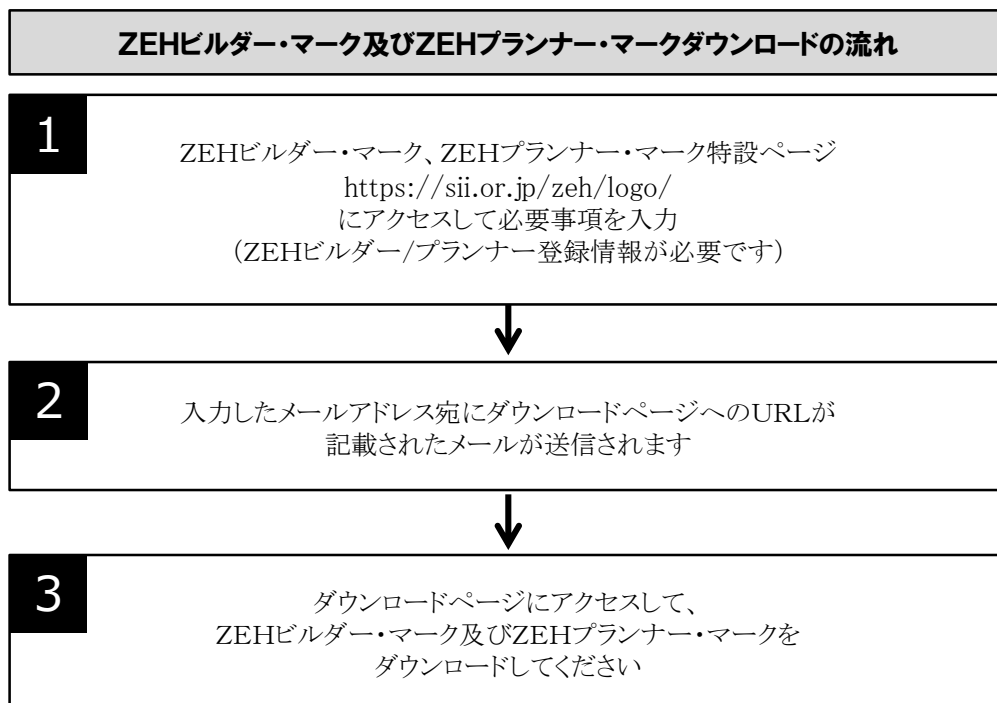 ZEHビルダー・マーク及びZEHプランナー・マークダウンロードの流れ
1
ZEHビルダー・マーク、ZEHプランナー・マーク特設ページ
https://sii.or.jp/zeh/logo/
にアクセスして必要事項を入力
（ZEHビルダー/プランナー登録情報が必要です）
2
入力したメールアドレス宛にダウンロードページへのURLが
記載されたメールが送信されます
3
ダウンロードページにアクセスして、
ZEHビルダー・マーク及びZEHプランナー・マークを
ダウンロードしてください